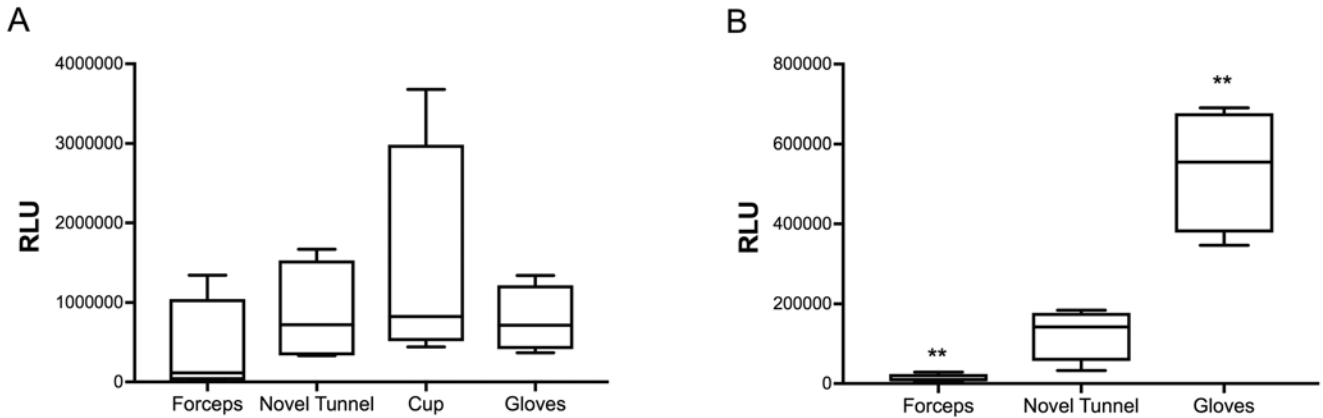 A
RLU
4000000
3000000
2000000
1000000
0
Forceps Novel Tunnel Cup Gloves
B
RLU
800000
600000
400000
200000
0
**
**
Forceps Novel Tunnel Gloves